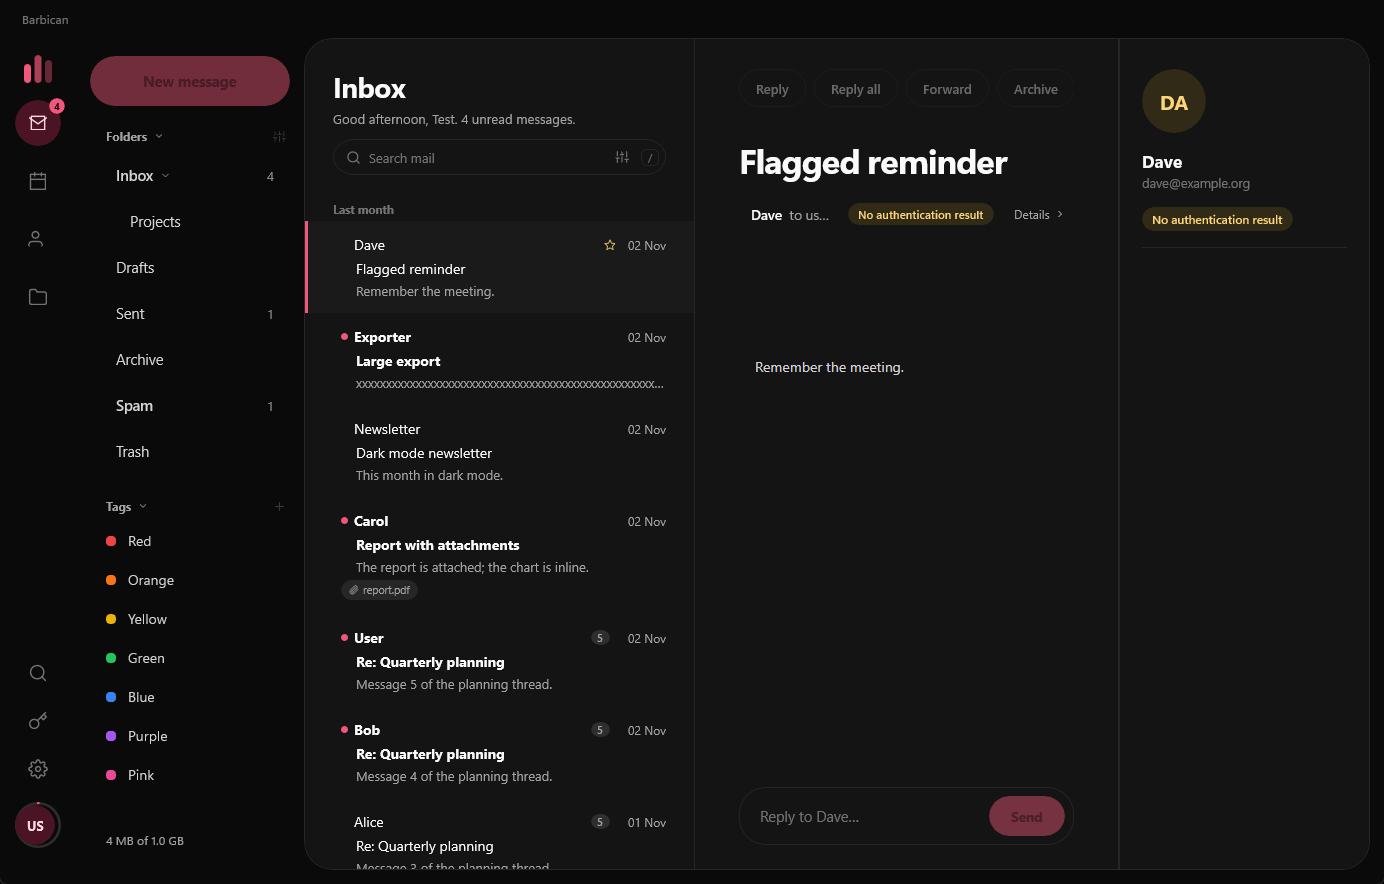 Barbican
4
New message
Folders
Inbox 4
Projects
Drafts
Sent 1
Archive
Spam 1
Trash
Tags
Red
Orange
Yellow
Green
Blue
Purple
Pink
US
4 MB of 1.0 GB
Inbox
Good afternoon, Test. 4 unread messages.
Search mail /
Last month
Dave 02 Nov
Flagged reminder
Remember the meeting.
Exporter 02 Nov
Large export
Newsletter 02 Nov
Dark mode newsletter
This month in dark mode.
Carol 02 Nov
Report with attachments
The report is attached; the chart is inline.
report.pdf
User 5 02 Nov
Re: Quarterly planning
Message 5 of the planning thread.
Bob 5 02 Nov
Re: Quarterly planning
Message 4 of the planning thread.
Alice 5 01 Nov
Re: Quarterly planning
Message 3 of the planning thread.
Reply Reply all Forward Archive
Flagged reminder
Dave to us... No authentication result Details
Remember the meeting.
Reply to Dave... Send
DA
Dave
dave@example.org
No authentication result